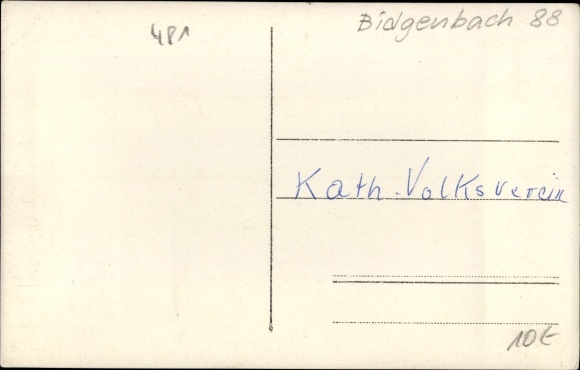 4P1
Bidgenbach 88
Kath. Volksverein
10€